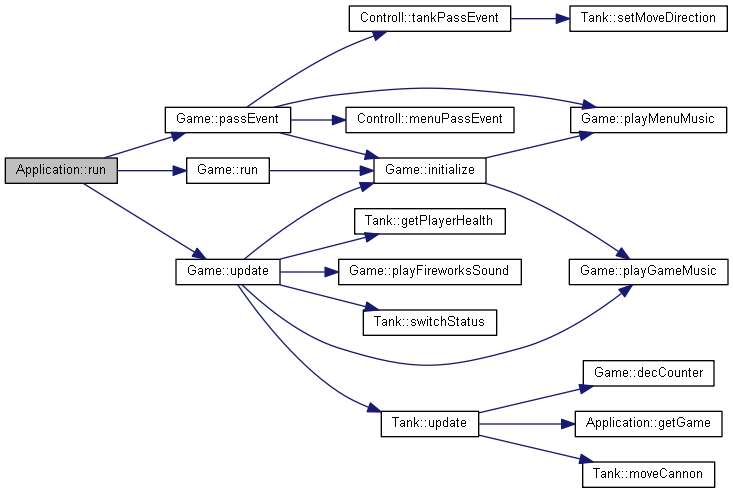 Controll::tankPassEvent
Tank::setMoveDirection
Game::passEvent
Controll::menuPassEvent
Game::playMenuMusic
Application::run
Game::run
Game::initialize
Tank::getPlayerHealth
Game::update
Game::playFireworksSound
Game::playGameMusic
Tank::switchStatus
Game::decCounter
Tank::update
Application::getGame
Tank::moveCannon